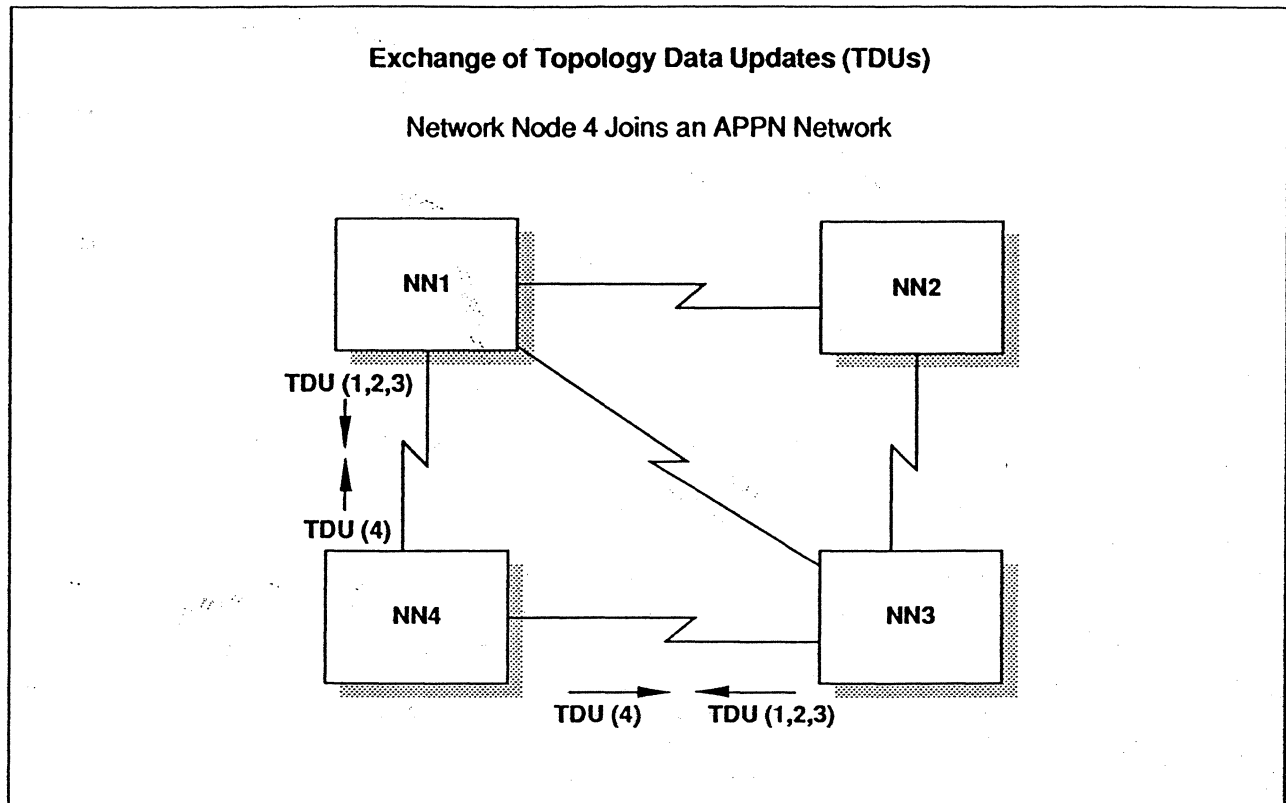 Exchange of Topology Data Updates (TDUs)
Network Node 4 Joins an APPN Network
NN1
NN2
TDU (1,2,3)
TDU (4)
NN4
NN3
TDU (4)
TDU (1,2,3)